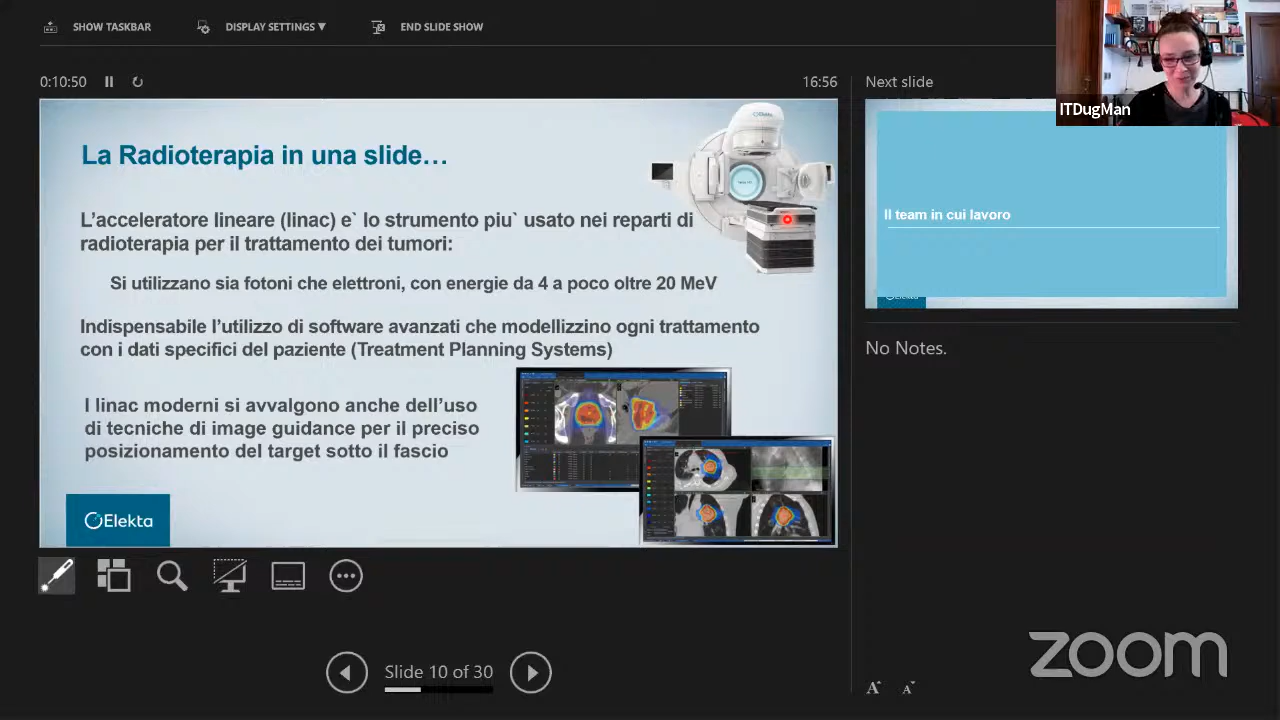 SHOW TASKBAR
DISPLAY SETTINGS ▼
END SLIDE SHOW
0:10:50
16:56
Next slide
ITDugMan
Elekta
La Radioterapia in una slide…
L’acceleratore lineare (linac) e` lo strumento piu` usato nei reparti di
radioterapia per il trattamento dei tumori:
Si utilizzano sia fotoni che elettroni, con energie da 4 a poco oltre 20 MeV
Indispensabile l’utilizzo di software avanzati che modellizzino ogni trattamento
con i dati specifici del paziente (Treatment Planning Systems)
I linac moderni si avvalgono anche dell’uso
di tecniche di image guidance per il preciso
posizionamento del target sotto il fascio
Elekta
Il team in cui lavoro
Elekta
No Notes.
Slide 10 of 30
A A
zoom